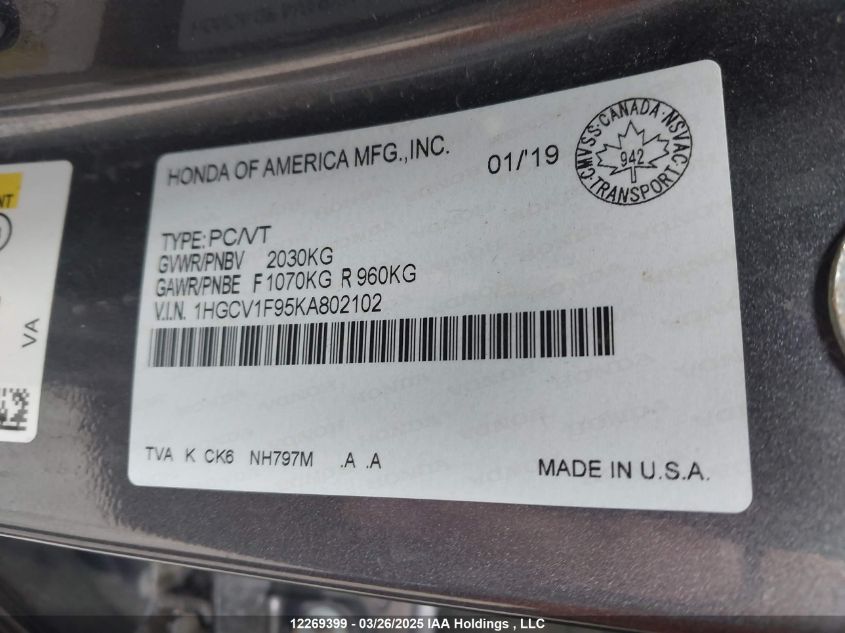 HONDA OF AMERICA MFG.,INC.
01/'19
CMVSS·CANADA·NSVAC·TRANSPORT·
942
TYPE: PC/VT
GVWR/PNBV 2030KG
GAWR/PNBE F 1070KG R 960KG
V.I.N. 1HGCV1F95KA802102
TVA K CK6 NH797M .A .A
MADE IN U.S.A.
VA
12269399 - 03/26/2025 IAA Holdings , LLC